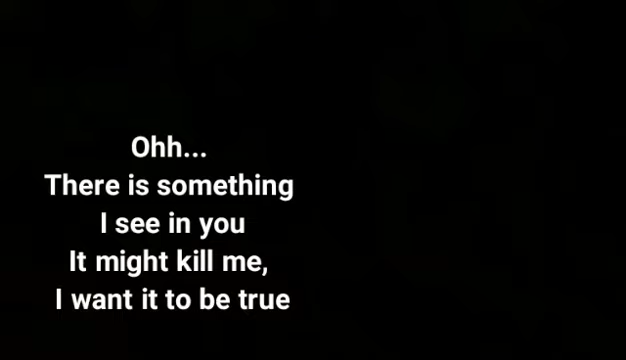 Ohh...
There is something
I see in you
It might kill me,
I want it to be true